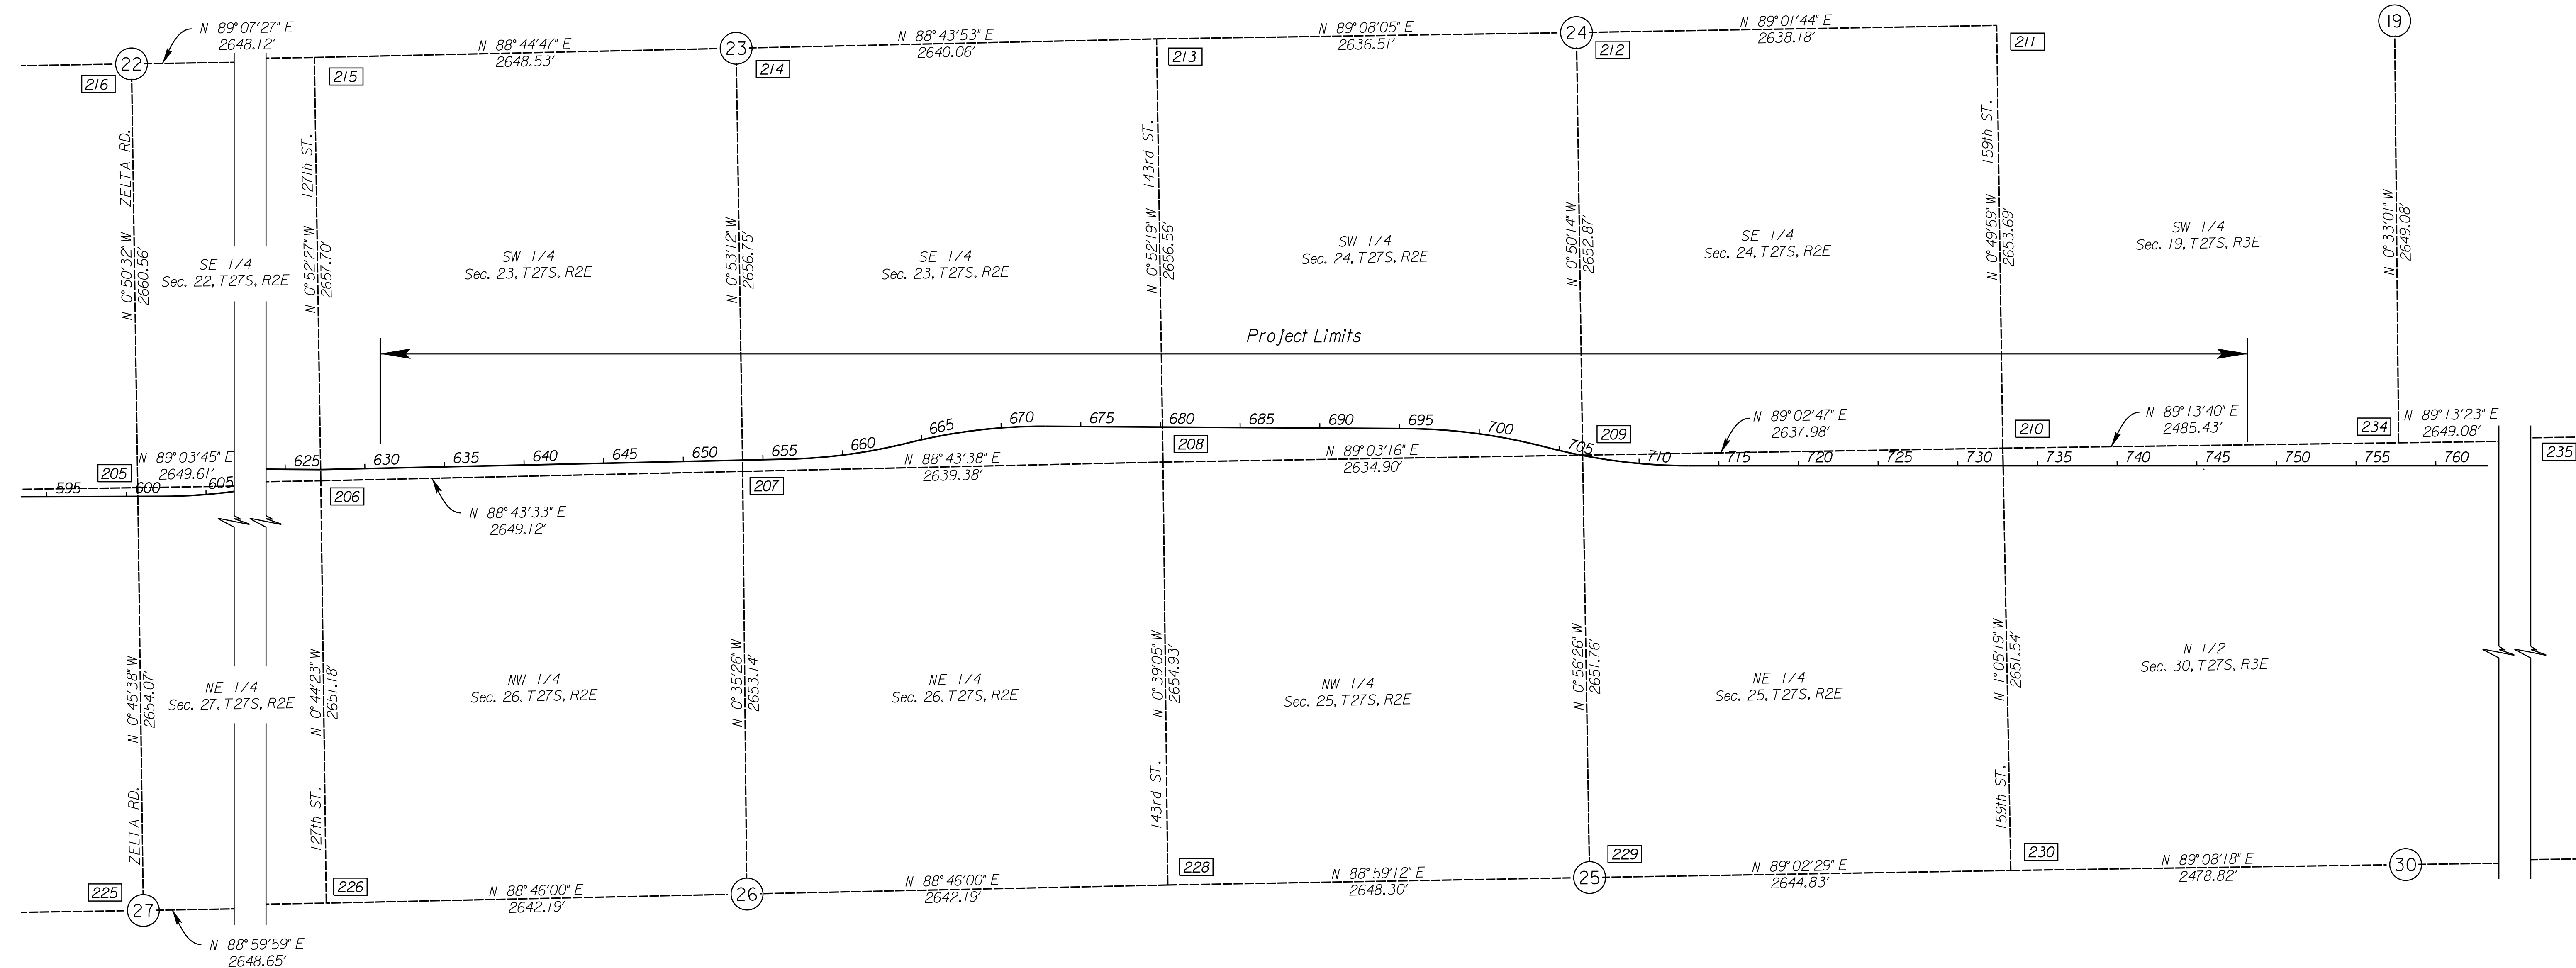 N 89°07'27" E
2648.12'
22
216
215
N 88°44'47" E
2648.53'
23
214
N 88°43'53" E
2640.06'
213
N 89°08'05" E
2636.51'
24
212
N 89°01'44" E
2638.18'
211
19
ZELTA RD.
N 0°50'32" W
2660.56'
127th ST.
N 0°52'27" W
2657.70'
N 0°53'12" W
2656.75'
143rd ST.
N 0°52'19" W
2656.56'
N 0°50'14" W
2652.87'
159th ST.
N 0°49'59" W
2653.69'
N 0°33'01" W
2649.08'
SE 1/4
Sec. 22, T27S, R2E
SW 1/4
Sec. 23, T27S, R2E
SE 1/4
Sec. 23, T27S, R2E
SW 1/4
Sec. 24, T27S, R2E
SE 1/4
Sec. 24, T27S, R2E
SW 1/4
Sec. 19, T27S, R3E
Project Limits
595
600
605
625
630
635
640
645
650
655
660
665
670
675
680
685
690
695
700
705
710
715
720
725
730
735
740
745
750
755
760
205
N 89°03'45" E
2649.61'
206
N 88°43'33" E
2649.12'
207
N 88°43'38" E
2639.38'
208
N 89°03'16" E
2634.90'
209
N 89°02'47" E
2637.98'
210
N 89°13'40" E
2485.43'
234
N 89°13'23" E
2649.08'
235
N 0°45'38" W
2654.07'
ZELTA RD.
N 0°44'23" W
2651.18'
127th ST.
N 0°35'26" W
2653.14'
N 0°39'05" W
2654.93'
143rd ST.
N 0°56'26" W
2651.76'
N 1°05'19" W
2651.54'
159th ST.
NE 1/4
Sec. 27, T27S, R2E
NW 1/4
Sec. 26, T27S, R2E
NE 1/4
Sec. 26, T27S, R2E
NW 1/4
Sec. 25, T27S, R2E
NE 1/4
Sec. 25, T27S, R2E
N 1/2
Sec. 30, T27S, R3E
225
27
N 88°59'59" E
2648.65'
226
N 88°46'00" E
2642.19'
26
N 88°46'00" E
2642.19'
228
N 88°59'12" E
2648.30'
25
229
N 89°02'29" E
2644.83'
230
N 89°08'18" E
2478.82'
30